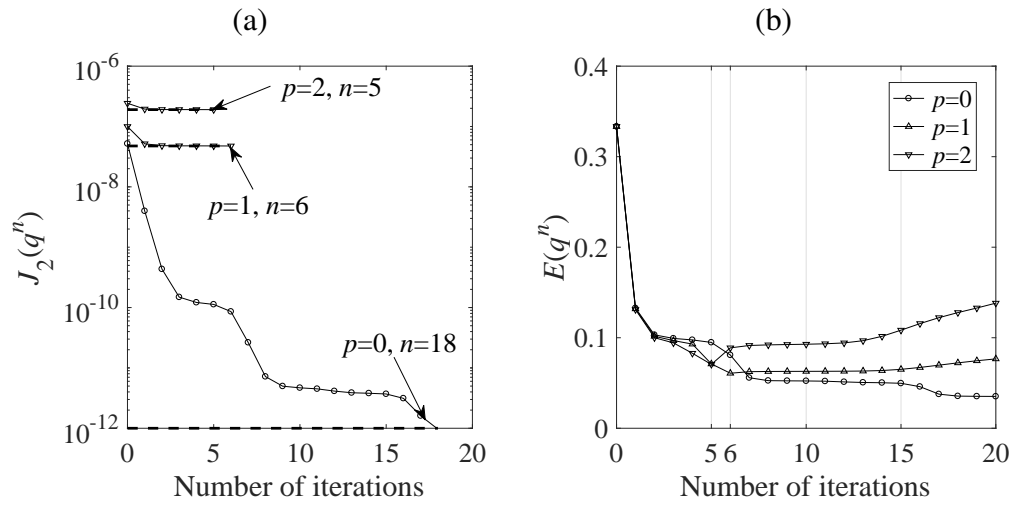 (a)
10^-6
10^-8
10^-10
10^-12
J_2(q^n)
p=2, n=5
p=1, n=6
p=0, n=18
0 5 10 15 20
Number of iterations
(b)
0.4
0.3
0.2
0.1
0
E(q^n)
p=0
p=1
p=2
0 5 6 10 15 20
Number of iterations